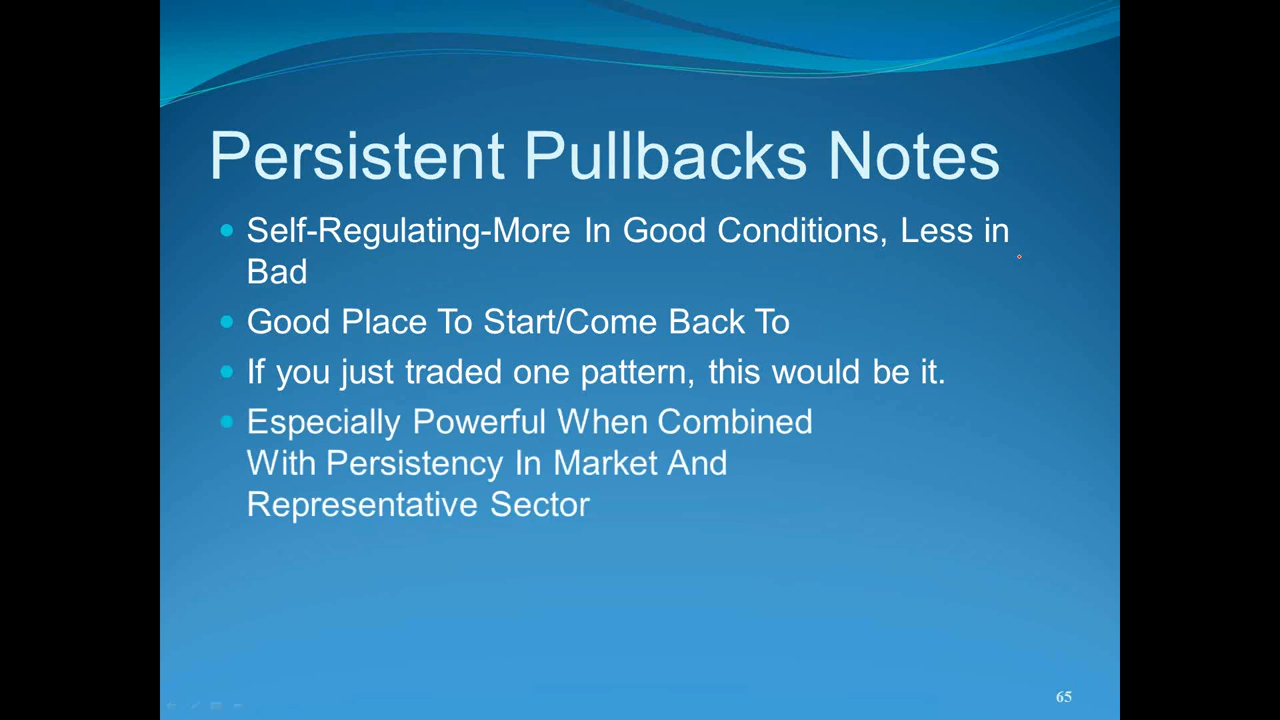 Persistent Pullbacks Notes
Self-Regulating-More In Good Conditions, Less in
Bad
Good Place To Start/Come Back To
If you just traded one pattern, this would be it.
Especially Powerful When Combined
With Persistency In Market And
Representative Sector
65